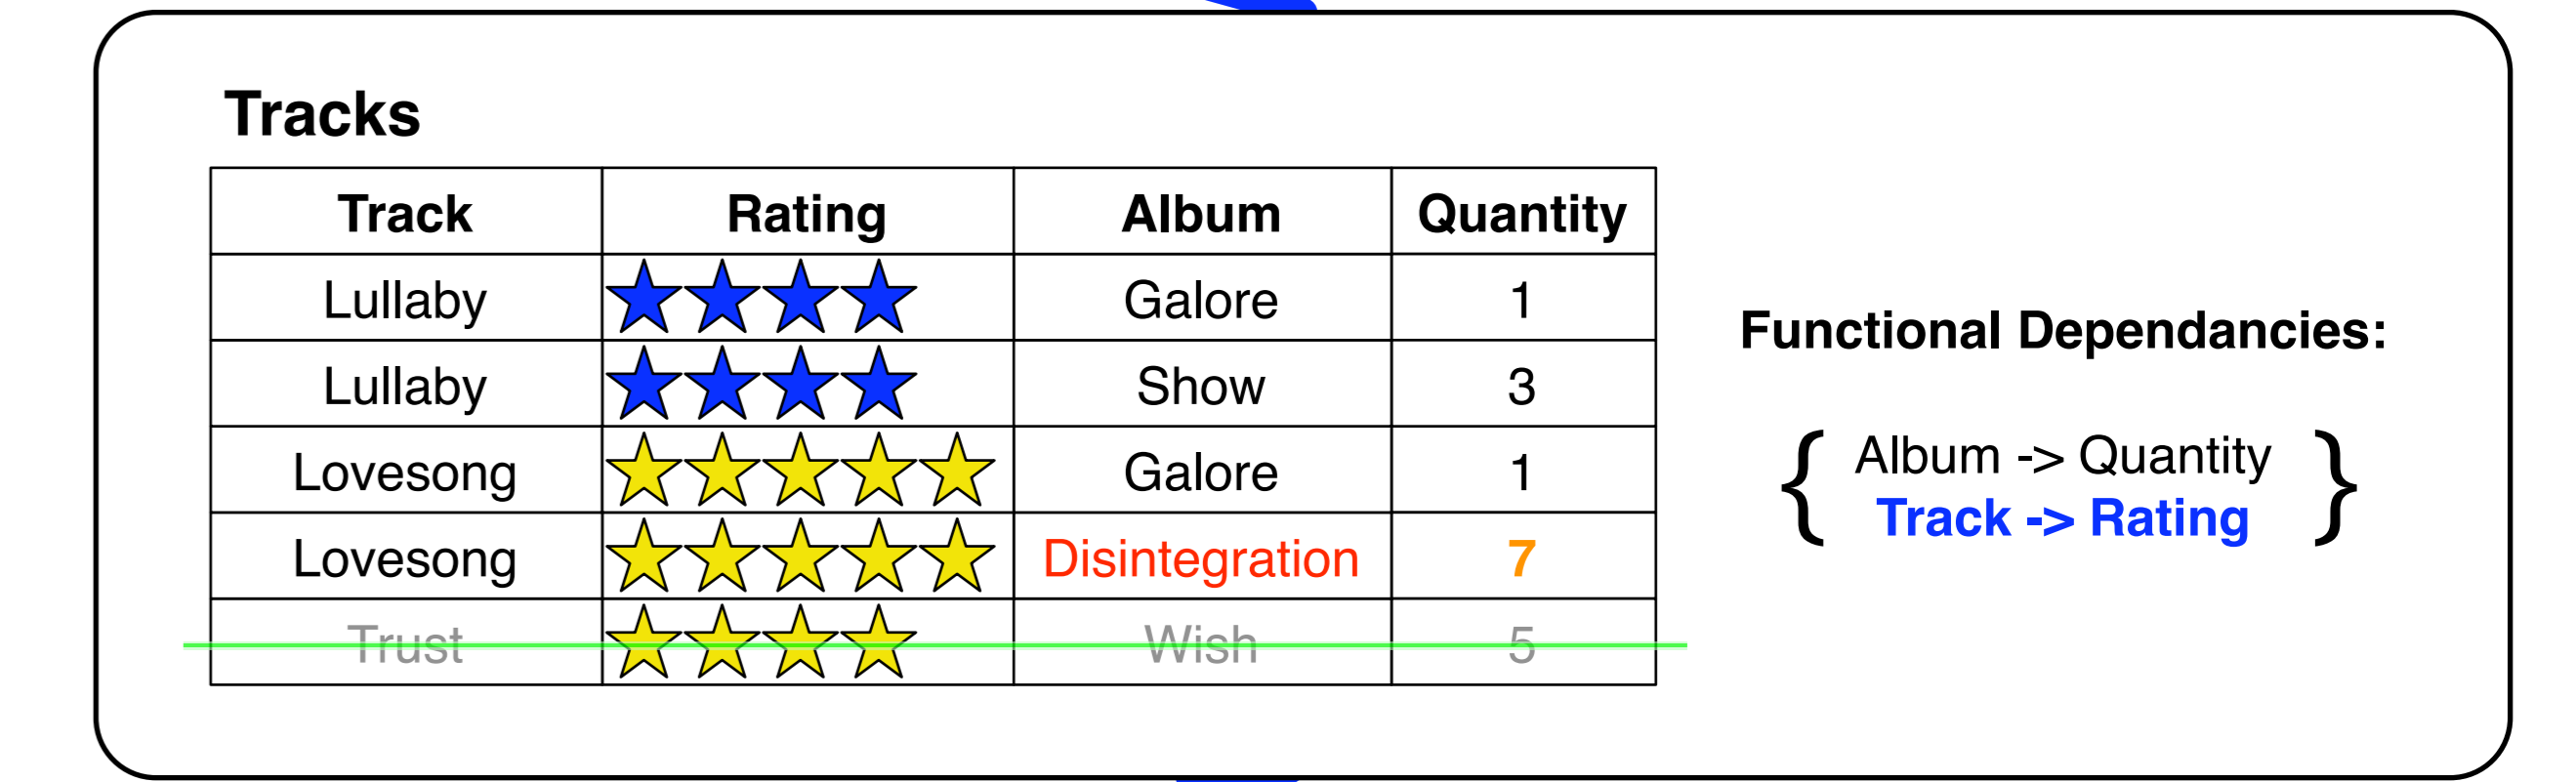 Tracks
Track Rating Album Quantity
Lullaby Galore 1
Lullaby Show 3
Lovesong Galore 1
Lovesong Disintegration 7
Trust Wish 5
Functional Dependancies:
{ Album -> Quantity }
Track -> Rating